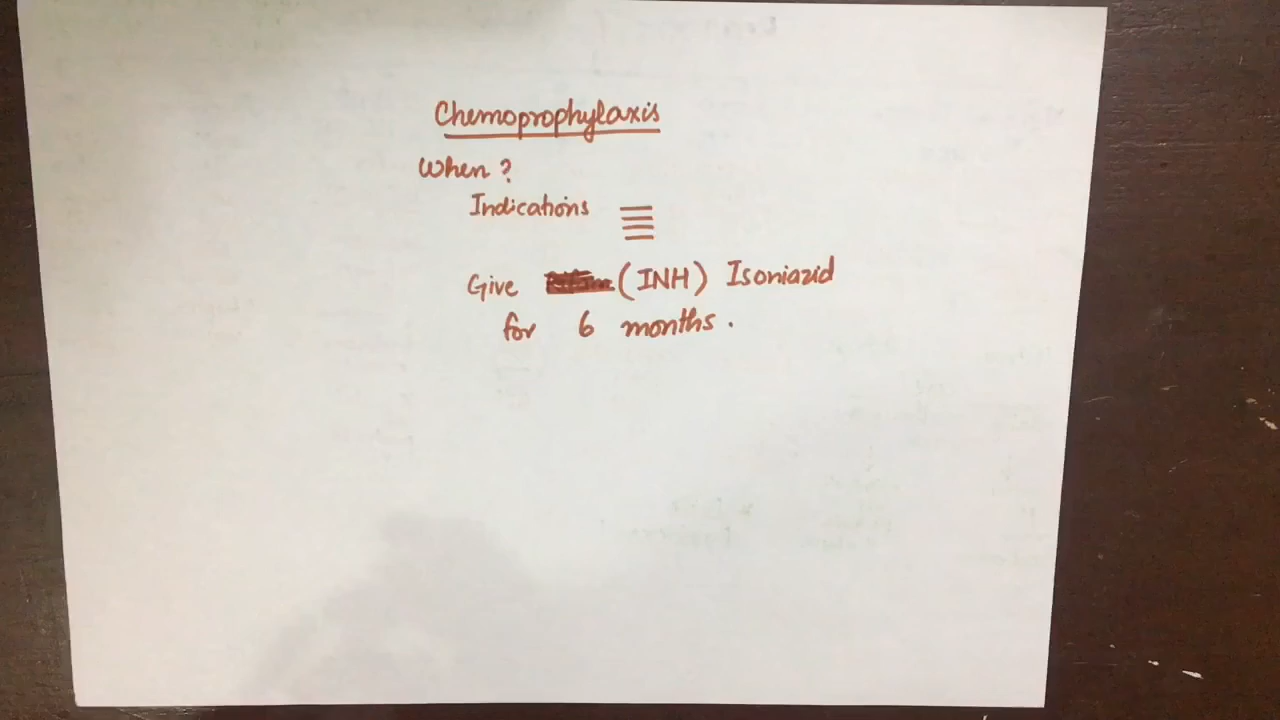 Chemoprophylaxis
When?
Indications
Give (INH) Isoniazid
for 6 months.